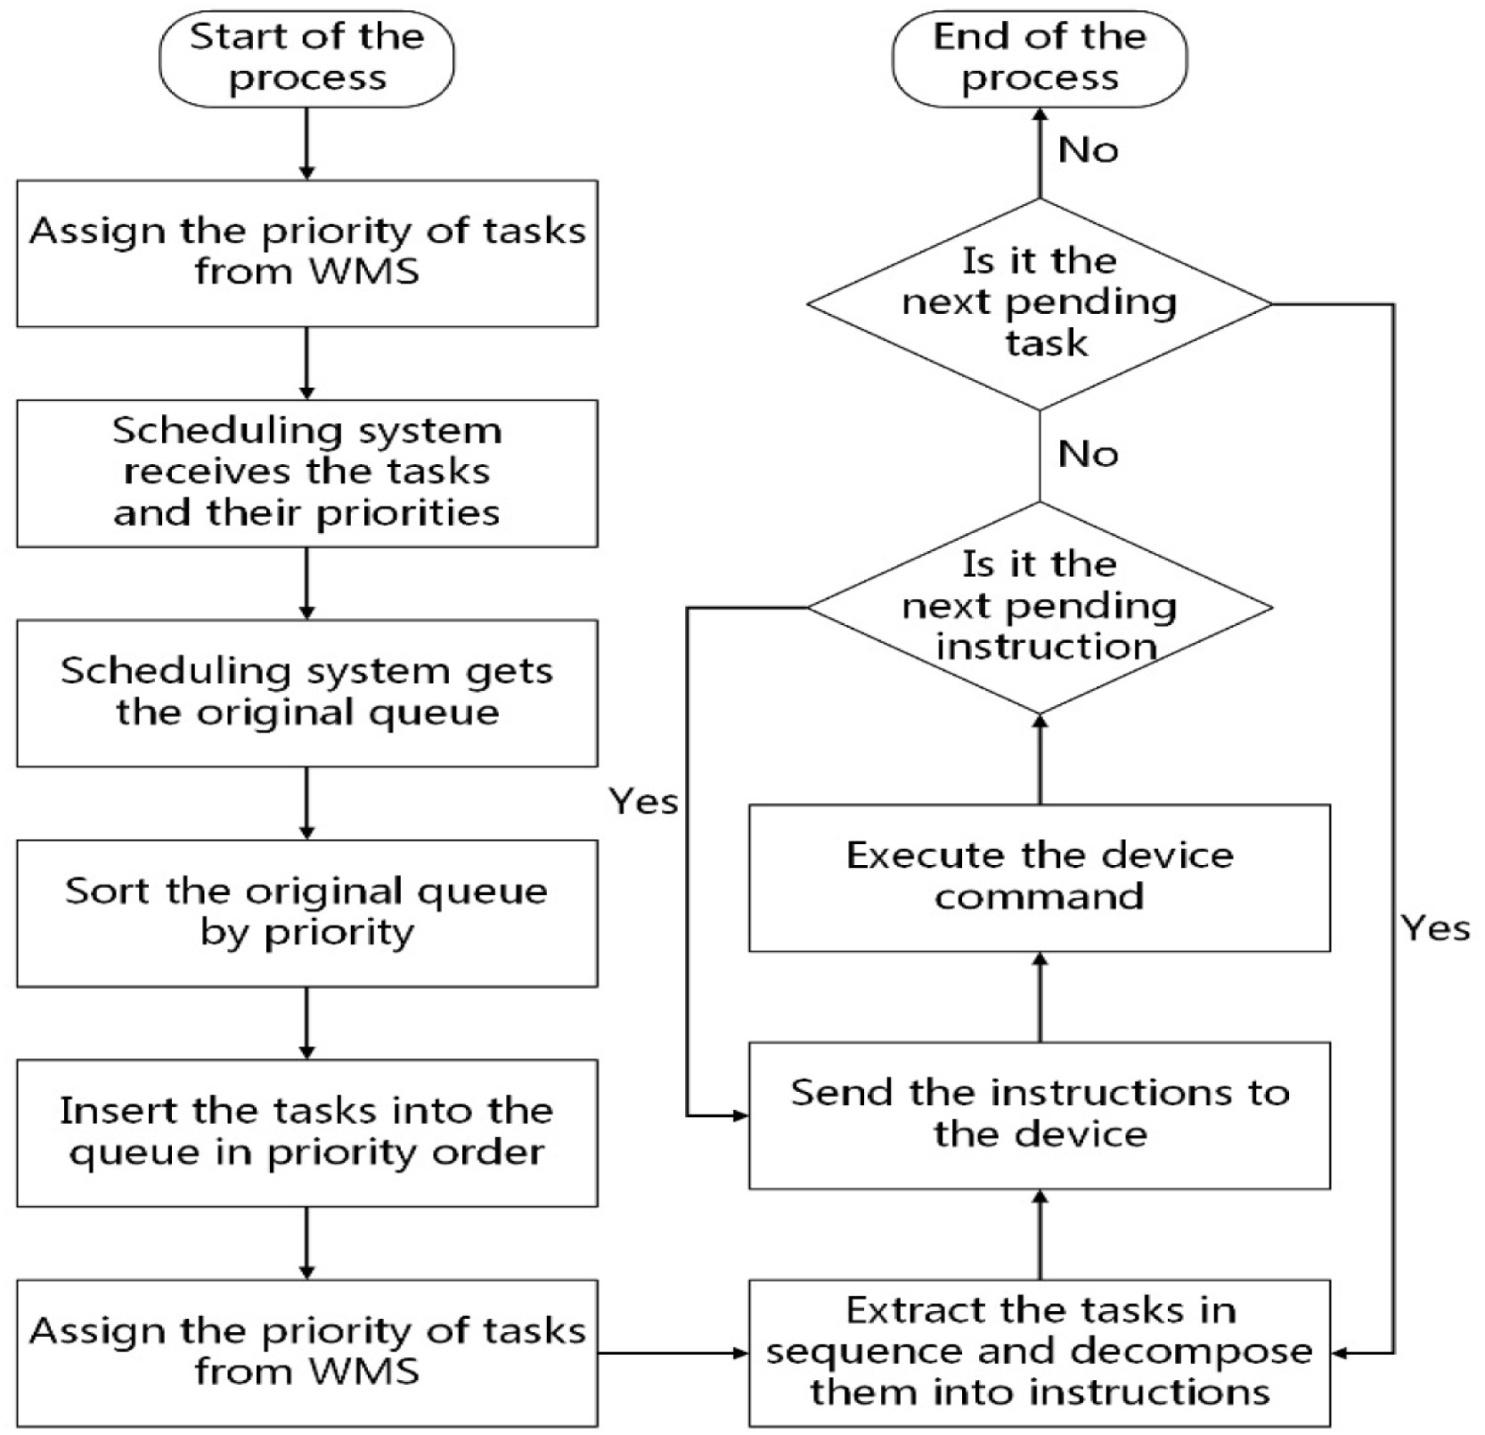 Start of the
process
Assign the priority of tasks
from WMS
Scheduling system
receives the tasks
and their priorities
Scheduling system gets
the original queue
Sort the original queue
by priority
Insert the tasks into the
queue in priority order
Assign the priority of tasks
from WMS
Extract the tasks in
sequence and decompose
them into instructions
Send the instructions to
the device
Execute the device
command
Is it the
next pending
instruction
Yes
No
Is it the
next pending
task
Yes
No
End of the
process